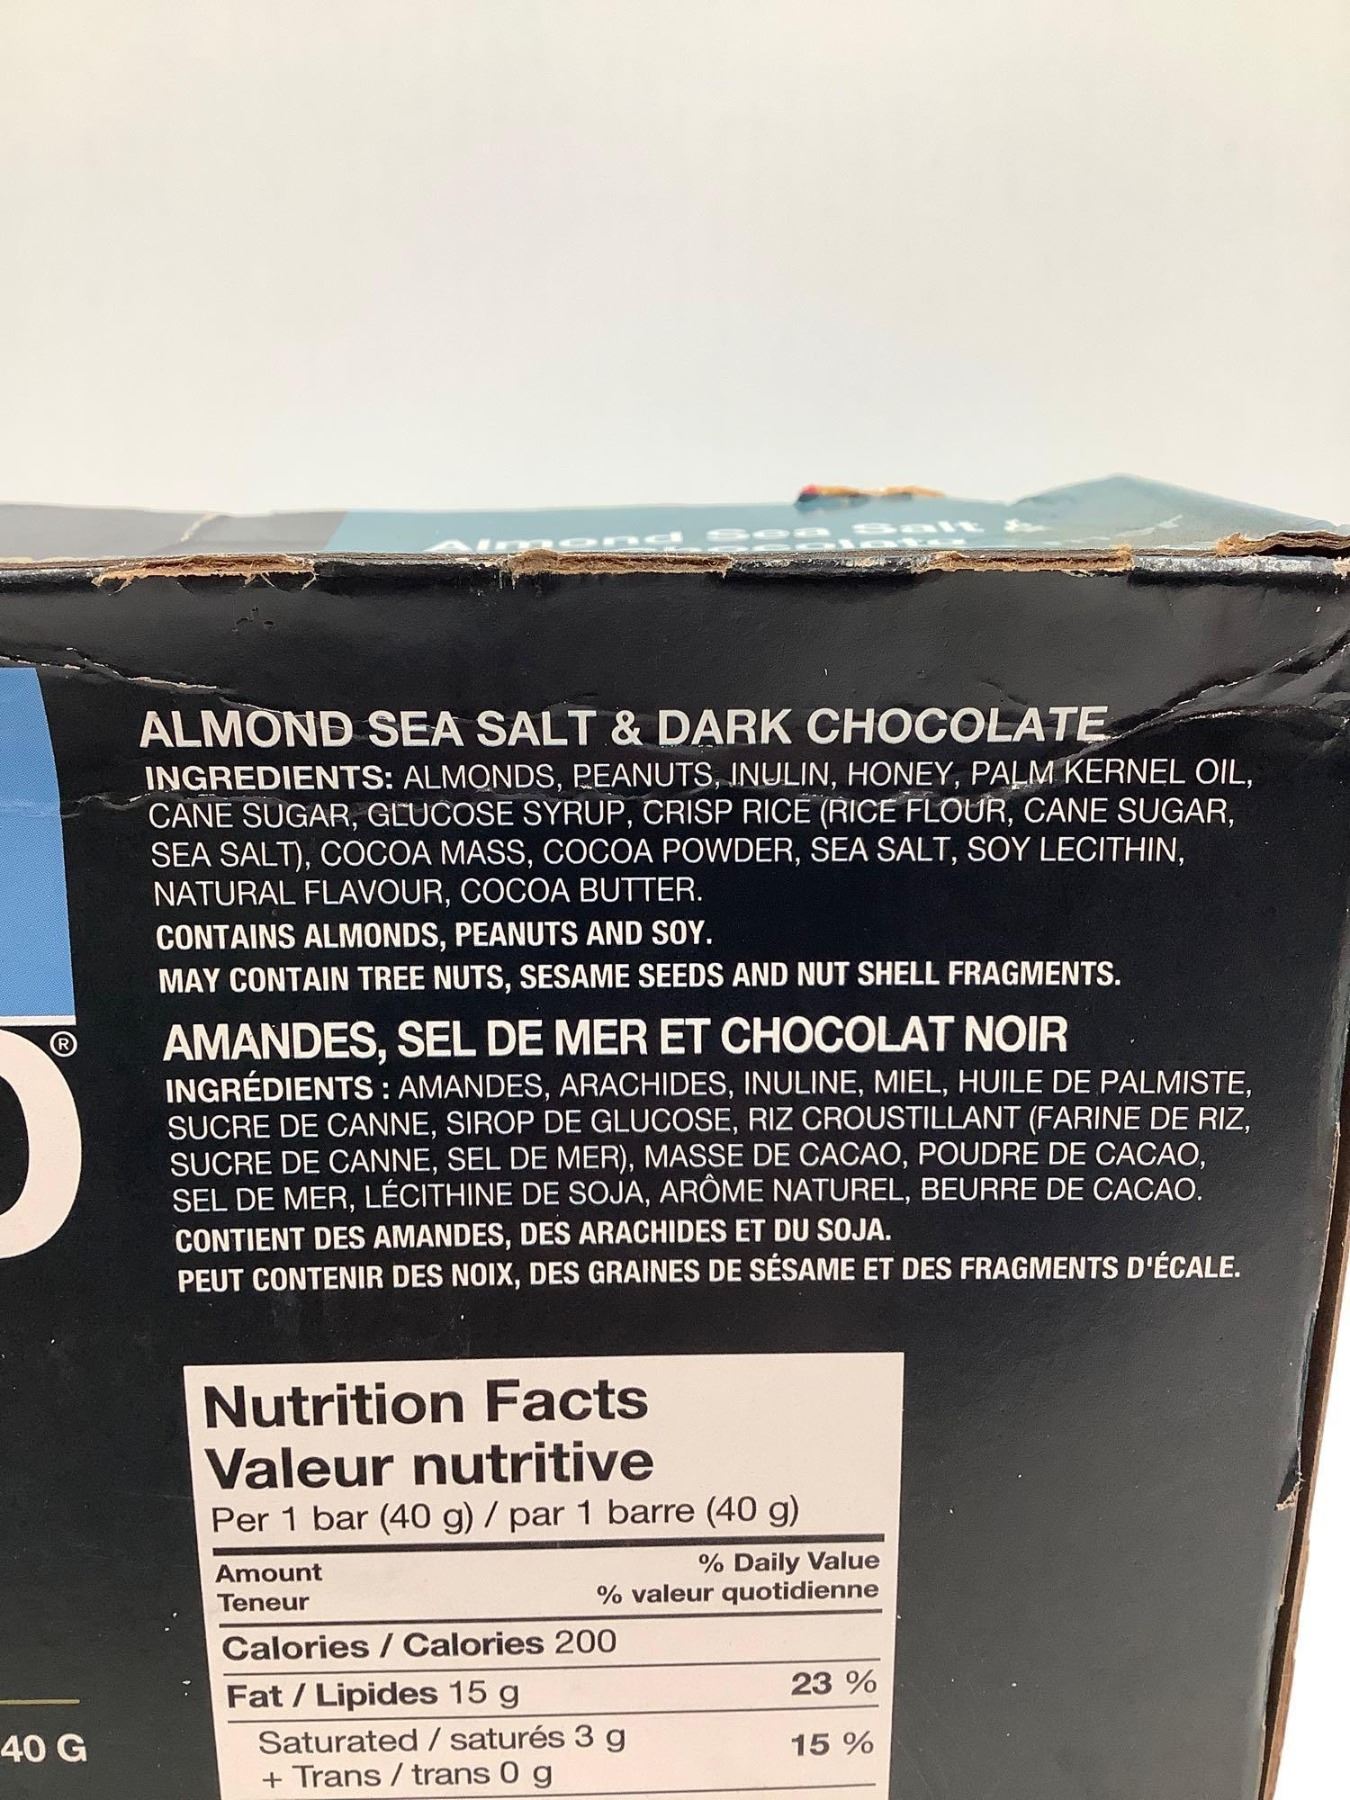 Almond Sea Salt &
ALMOND SEA SALT & DARK CHOCOLATE
INGREDIENTS: ALMONDS, PEANUTS, INULIN, HONEY, PALM KERNEL OIL,
CANE SUGAR, GLUCOSE SYRUP, CRISP RICE (RICE FLOUR, CANE SUGAR,
SEA SALT), COCOA MASS, COCOA POWDER, SEA SALT, SOY LECITHIN,
NATURAL FLAVOUR, COCOA BUTTER.
CONTAINS ALMONDS, PEANUTS AND SOY.
MAY CONTAIN TREE NUTS, SESAME SEEDS AND NUT SHELL FRAGMENTS.
®
AMANDES, SEL DE MER ET CHOCOLAT NOIR
INGRÉDIENTS : AMANDES, ARACHIDES, INULINE, MIEL, HUILE DE PALMISTE,
SUCRE DE CANNE, SIROP DE GLUCOSE, RIZ CROUSTILLANT (FARINE DE RIZ,
SUCRE DE CANNE, SEL DE MER), MASSE DE CACAO, POUDRE DE CACAO,
SEL DE MER, LÉCITHINE DE SOJA, ARÔME NATUREL, BEURRE DE CACAO.
CONTIENT DES AMANDES, DES ARACHIDES ET DU SOJA.
PEUT CONTENIR DES NOIX, DES GRAINES DE SÉSAME ET DES FRAGMENTS D'ÉCALE.
Nutrition Facts
Valeur nutritive
Per 1 bar (40 g) / par 1 barre (40 g)
Amount % Daily Value
Teneur % valeur quotidienne
Calories / Calories 200
Fat / Lipides 15 g 23 %
Saturated / saturés 3 g 15 %
+ Trans / trans 0 g
40 G